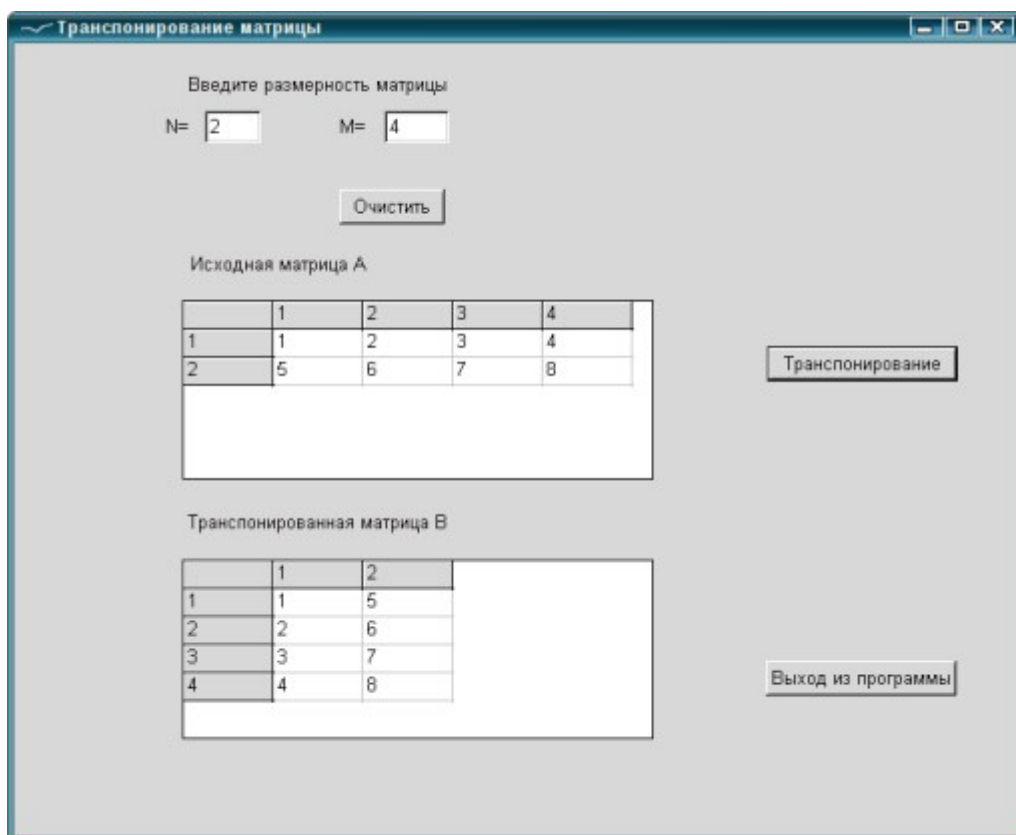 Транспонирование матрицы
Введите размерность матрицы
N= 2 M= 4
Очистить
Исходная матрица A
1 2 3 4
1 1 2 3 4
2 5 6 7 8
Транспонирование
Транспонированная матрица B
1 2
1 1 5
2 2 6
3 3 7
4 4 8
Выход из программы